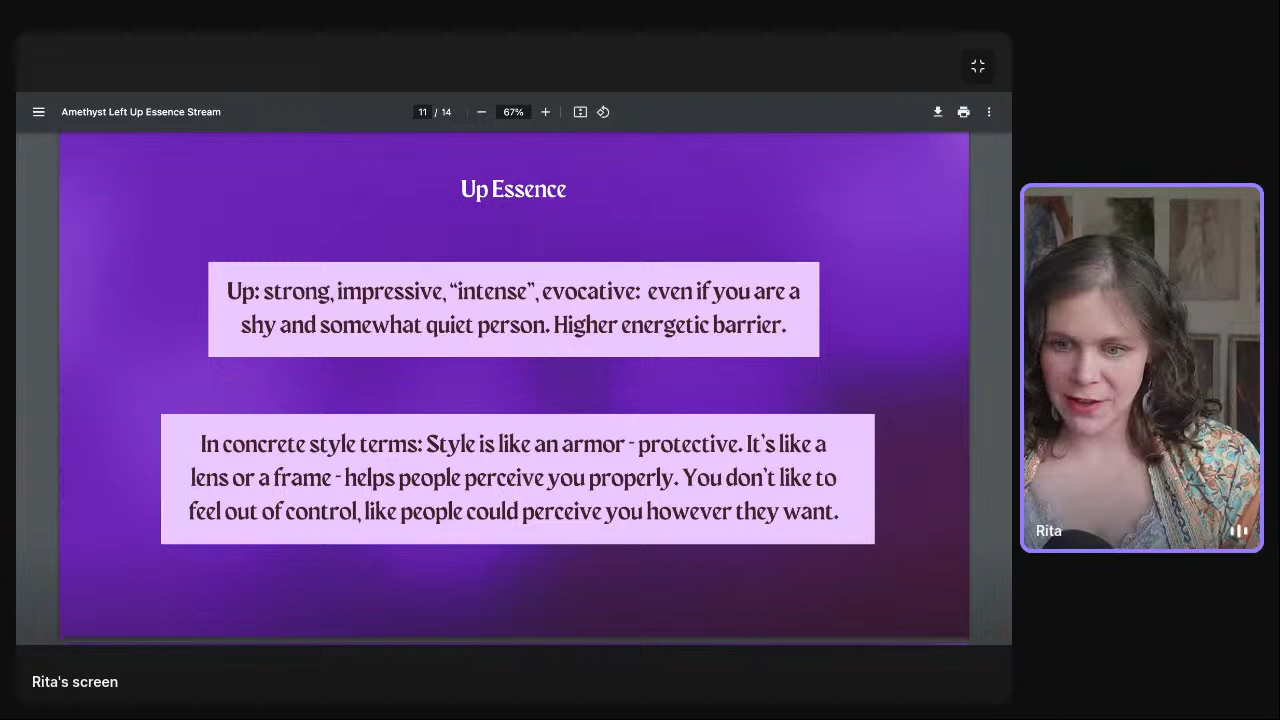 Amethyst Left Up Essence Stream
11 / 14
67%
Up Essence
Up: strong, impressive, “intense”, evocative: even if you are a
shy and somewhat quiet person. Higher energetic barrier.
In concrete style terms: Style is like an armor - protective. It’s like a
lens or a frame - helps people perceive you properly. You don’t like to
feel out of control, like people could perceive you however they want.
Rita
Rita's screen